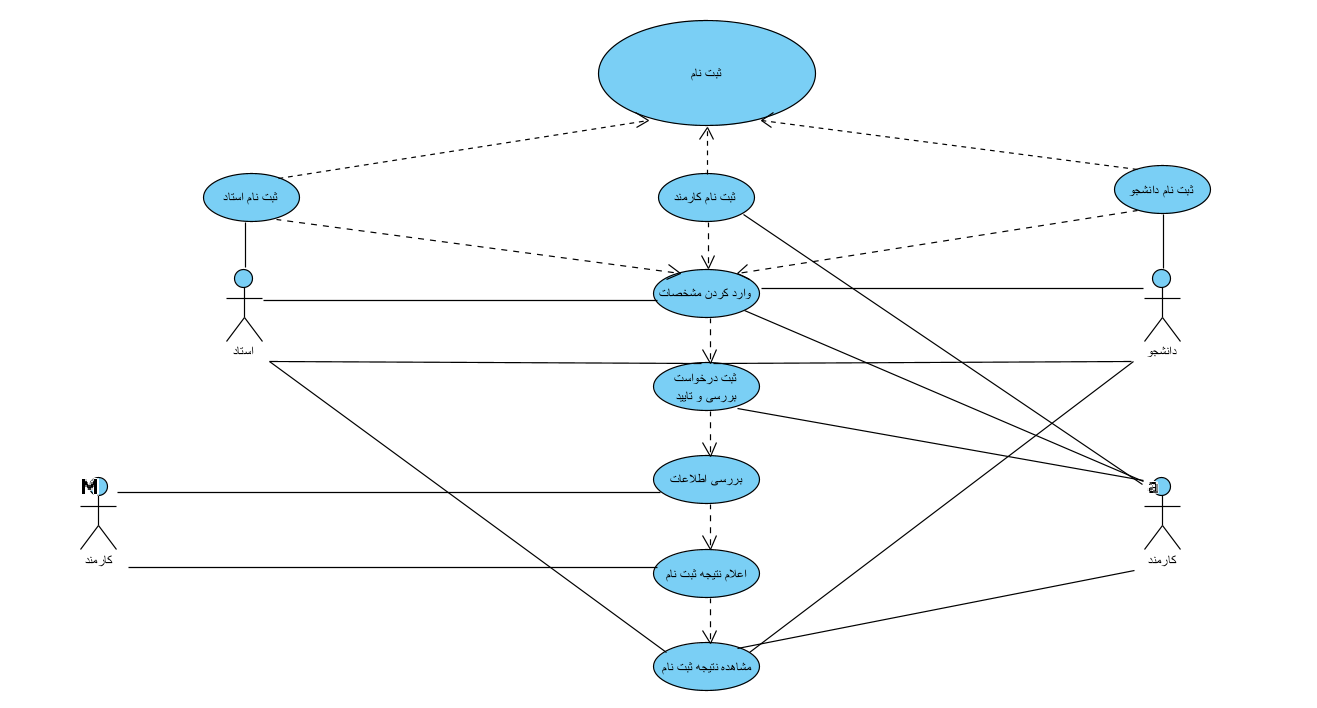 ثبت نام
ثبت نام استاد
ثبت نام کارمند
ثبت نام دانشجو
وارد کردن مشخصات
استاد
دانشجو
ثبت درخواست
بررسی و تایید
بررسی اطلاعات
M
a
کارمند
کارمند
اعلام نتیجه ثبت نام
مشاهده نتیجه ثبت نام